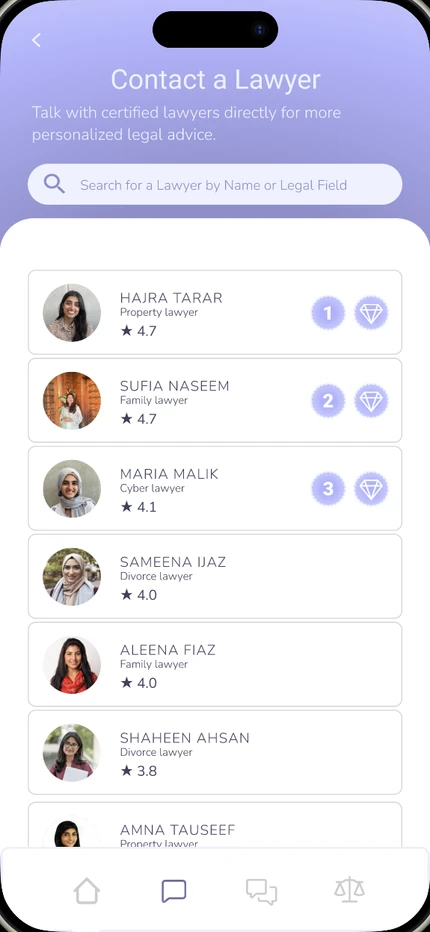 Contact a Lawyer
Talk with certified lawyers directly for more
personalized legal advice.
Search for a Lawyer by Name or Legal Field
HAJRA TARAR
Property lawyer
★ 4.7
1
SUFIA NASEEM
Family lawyer
★ 4.7
2
MARIA MALIK
Cyber lawyer
★ 4.1
3
SAMEENA IJAZ
Divorce lawyer
★ 4.0
ALEENA FIAZ
Family lawyer
★ 4.0
SHAHEEN AHSAN
Divorce lawyer
★ 3.8
AMNA TAUSEEF
Property lawyer